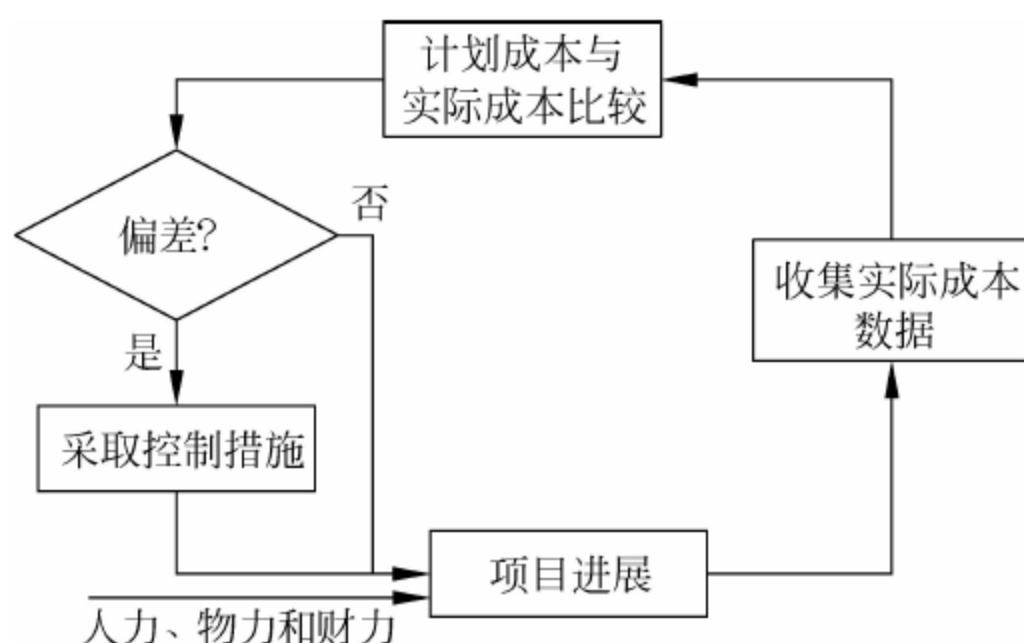 计划成本与
实际成本比较
否
偏差?
收集实际成本
数据
是
采取控制措施
项目进展
人力、物力和财力